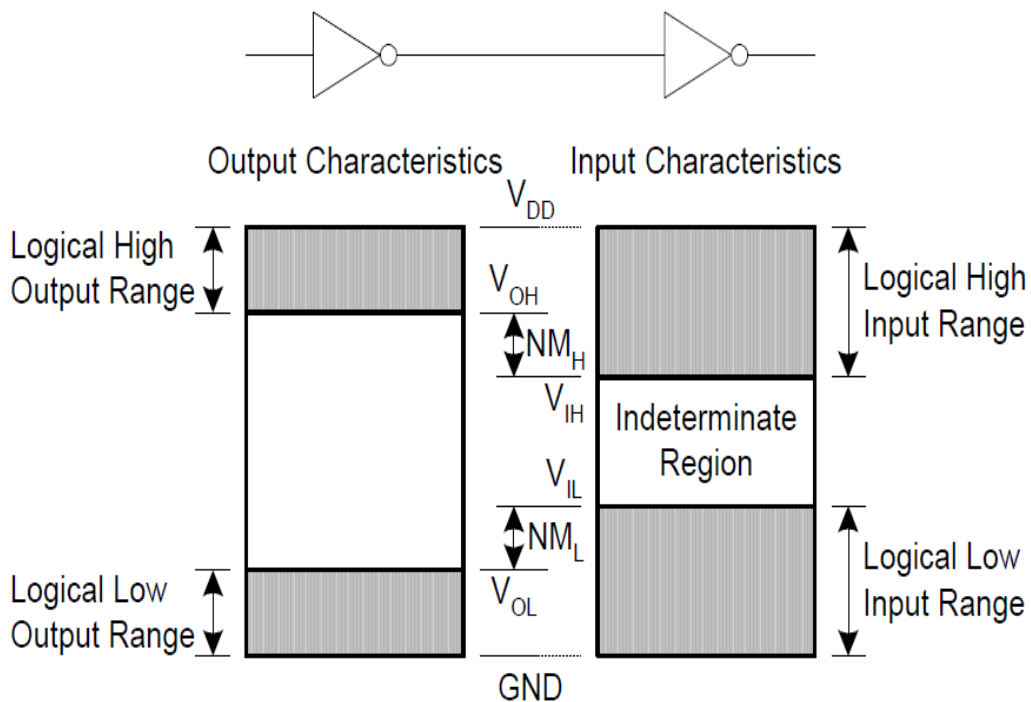 Output Characteristics
Input Characteristics
V_DD
Logical High
Output Range
V_OH
NM_H
Logical High
Input Range
V_IH
Indeterminate
Region
V_IL
NM_L
Logical Low
Output Range
V_OL
Logical Low
Input Range
GND